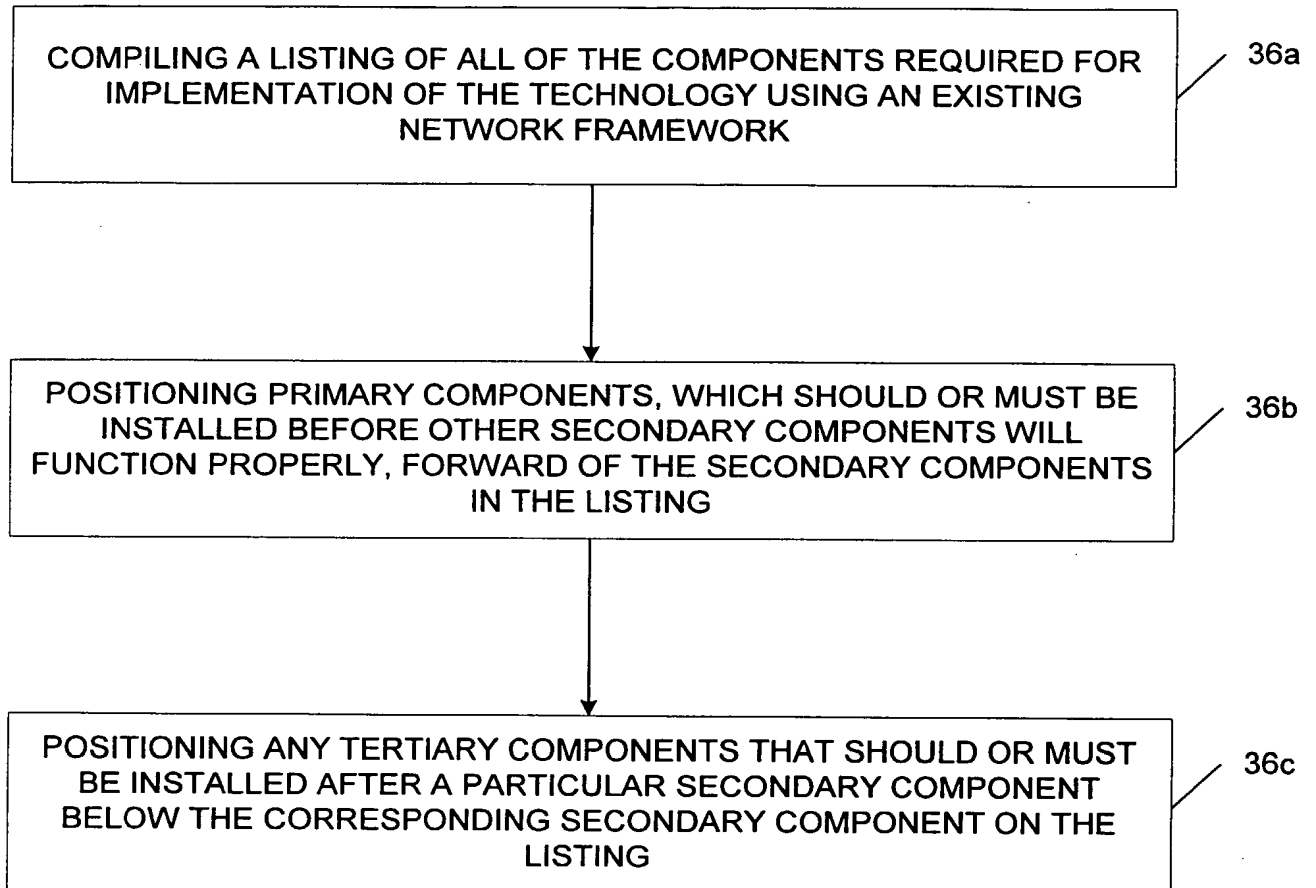 COMPILING A LISTING OF ALL OF THE COMPONENTS REQUIRED FOR
IMPLEMENTATION OF THE TECHNOLOGY USING AN EXISTING
NETWORK FRAMEWORK
36a
POSITIONING PRIMARY COMPONENTS, WHICH SHOULD OR MUST BE
INSTALLED BEFORE OTHER SECONDARY COMPONENTS WILL
FUNCTION PROPERLY, FORWARD OF THE SECONDARY COMPONENTS
IN THE LISTING
36b
POSITIONING ANY TERTIARY COMPONENTS THAT SHOULD OR MUST
BE INSTALLED AFTER A PARTICULAR SECONDARY COMPONENT
BELOW THE CORRESPONDING SECONDARY COMPONENT ON THE
LISTING
36c